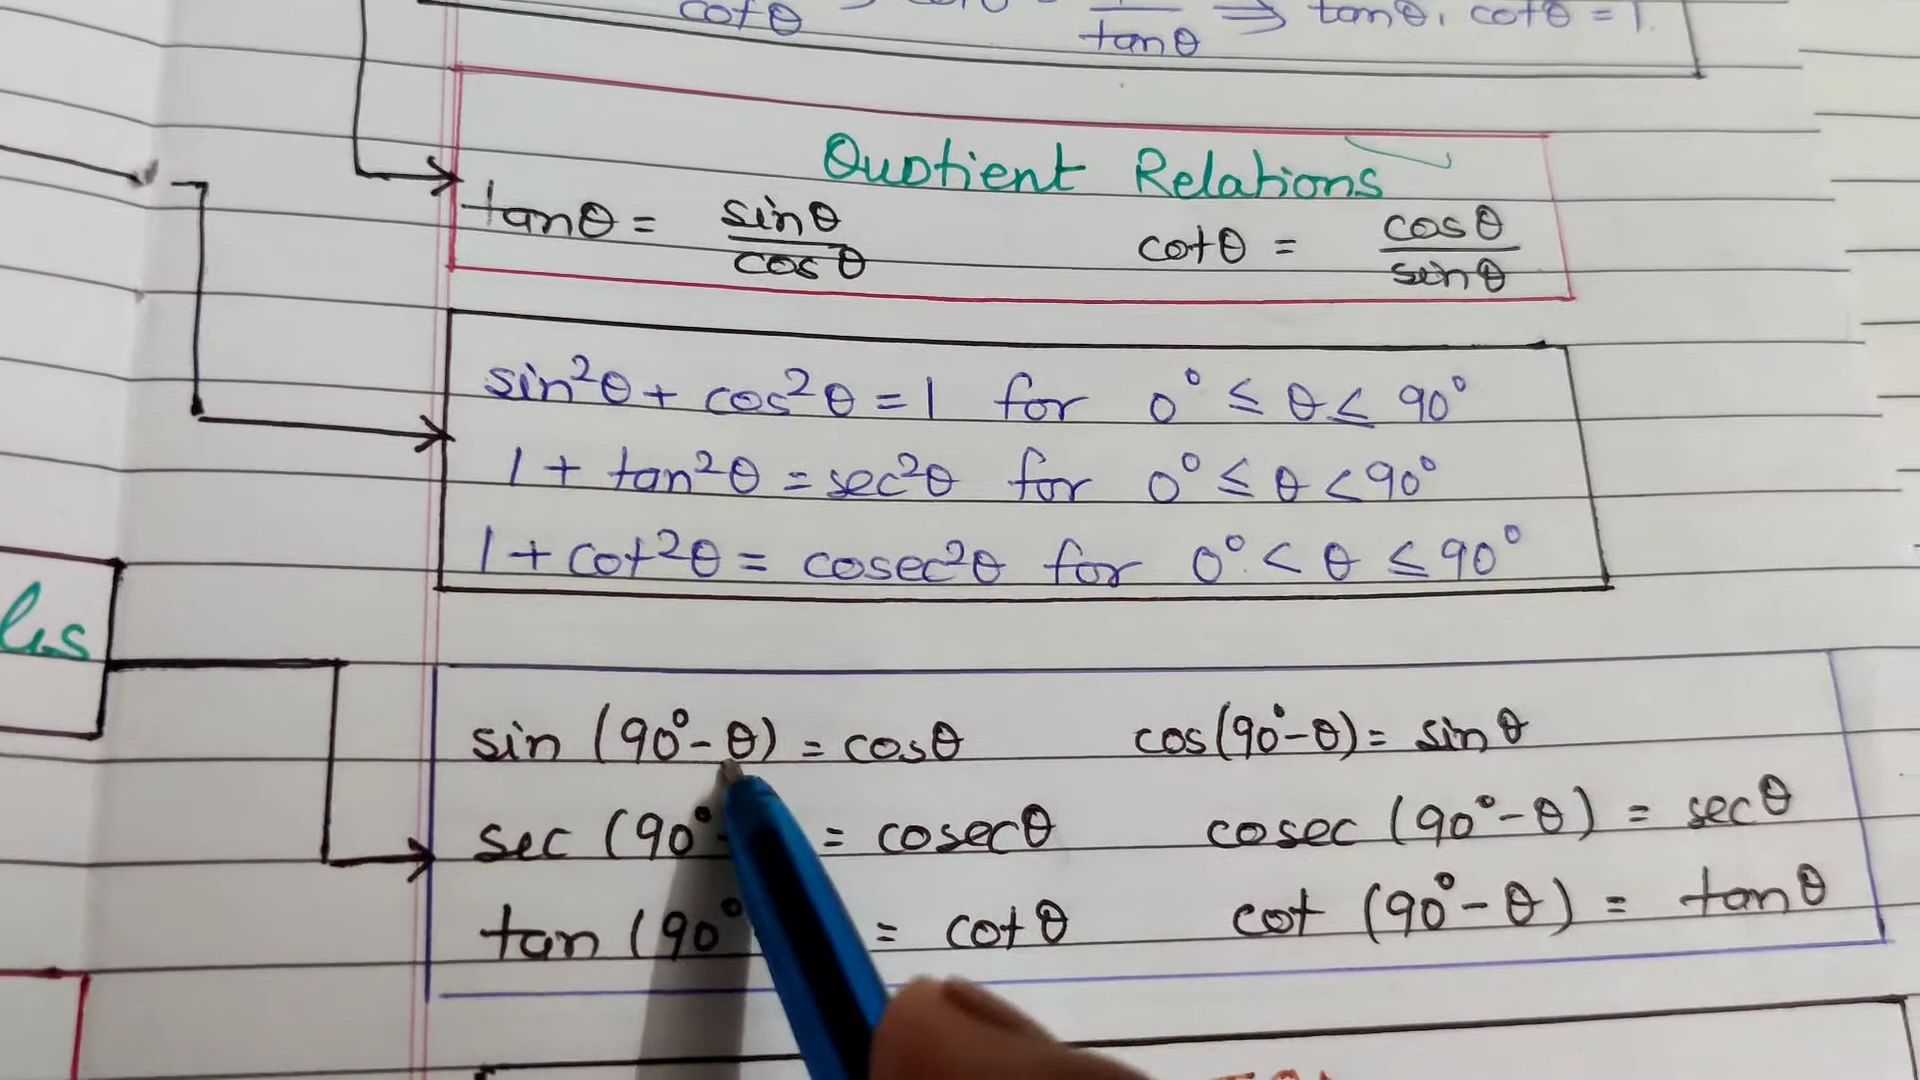 cotθ tanθ ⇒ tanθ. cotθ = 1.
Quotient Relations
tanθ = sinθ/cosθ cotθ = cosθ/sinθ
sin²θ + cos²θ = 1 for 0° ≤ θ ≤ 90°
1 + tan²θ = sec²θ for 0° ≤ θ < 90°
1 + cot²θ = cosec²θ for 0° < θ ≤ 90°
les
sin (90° - θ) = cosθ cos(90° - θ) = sinθ
sec (90° = cosecθ cosec (90° - θ) = secθ
tan (90° = cotθ cot (90° - θ) = tanθ